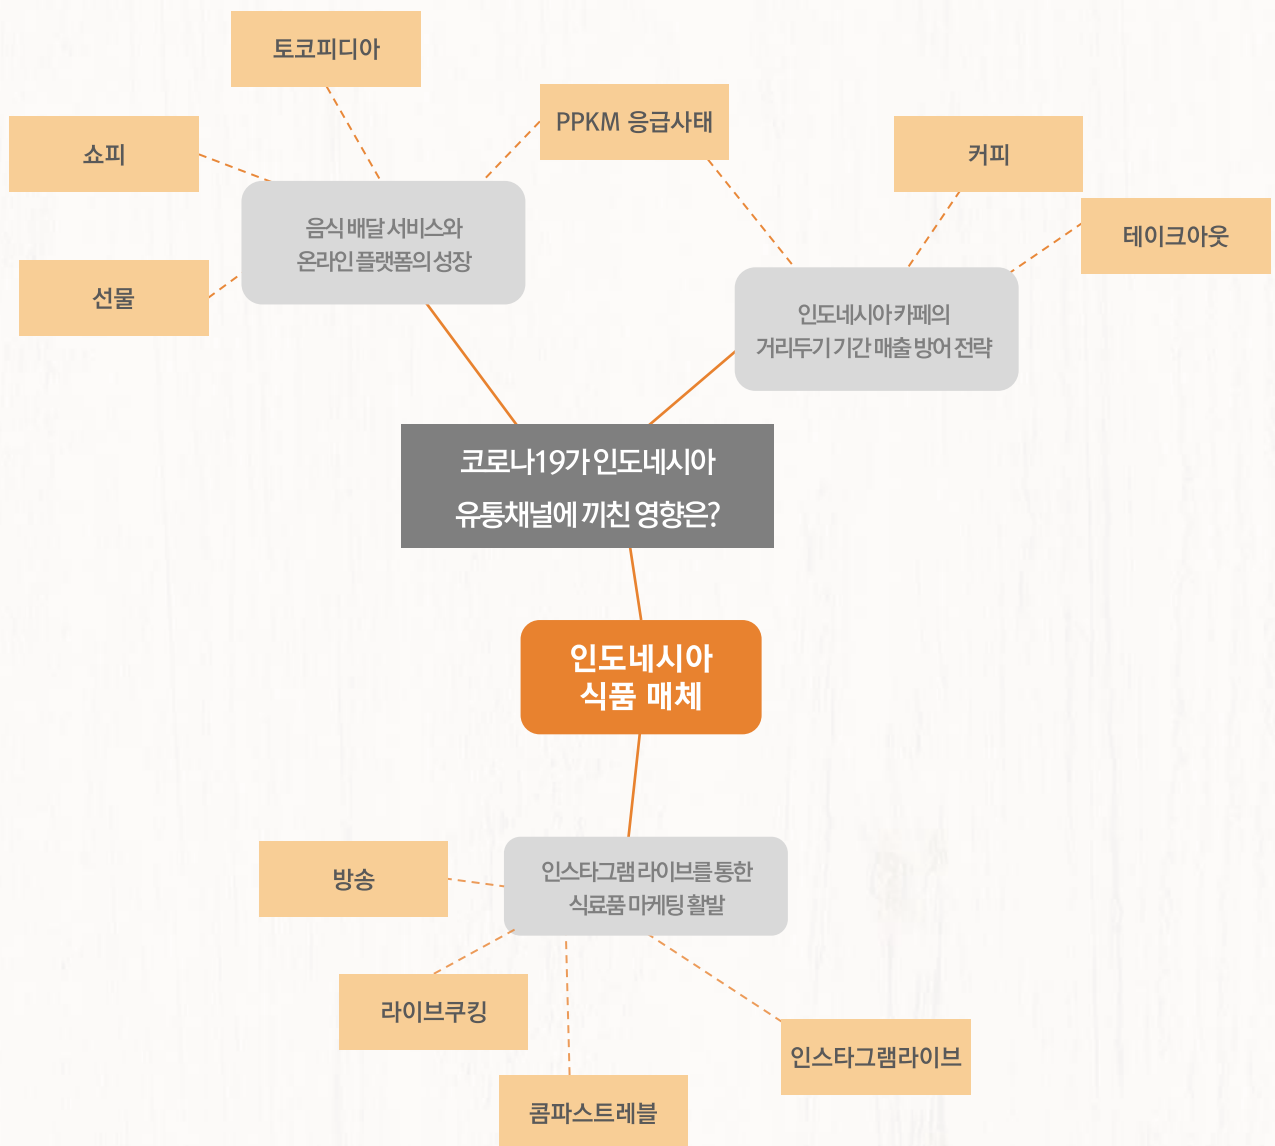 토코피디아
PPKM 응급사태
쇼피
커피
테이크아웃
음식 배달 서비스와
온라인 플랫폼의 성장
선물
인도네시아 카페의
거리두기 기간 매출 방어 전략
코로나19가 인도네시아
유통채널에 끼친 영향은?
인도네시아
식품 매체
방송
인스타그램 라이브를 통한
식료품 마케팅 활발
라이브쿠킹
인스타그램라이브
콤파스트레블